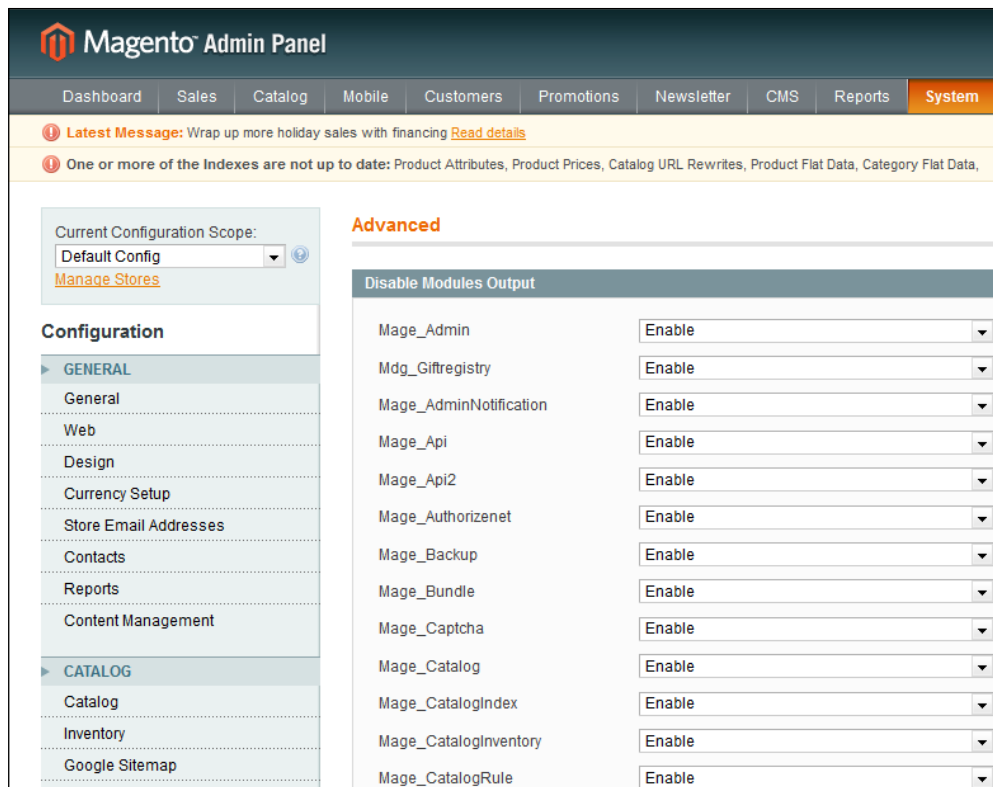 Magento Admin Panel
Dashboard Sales Catalog Mobile Customers Promotions Newsletter CMS Reports System
Latest Message: Wrap up more holiday sales with financing Read details
One or more of the Indexes are not up to date: Product Attributes, Product Prices, Catalog URL Rewrites, Product Flat Data, Category Flat Data,
Current Configuration Scope:
Default Config
Manage Stores
Configuration
GENERAL
General
Web
Design
Currency Setup
Store Email Addresses
Contacts
Reports
Content Management
CATALOG
Catalog
Inventory
Google Sitemap
Advanced
Disable Modules Output
Mage_Admin Enable
Mdg_Giftregistry Enable
Mage_AdminNotification Enable
Mage_Api Enable
Mage_Api2 Enable
Mage_Authorizenet Enable
Mage_Backup Enable
Mage_Bundle Enable
Mage_Captcha Enable
Mage_Catalog Enable
Mage_CatalogIndex Enable
Mage_CatalogInventory Enable
Mage_CatalogRule Enable